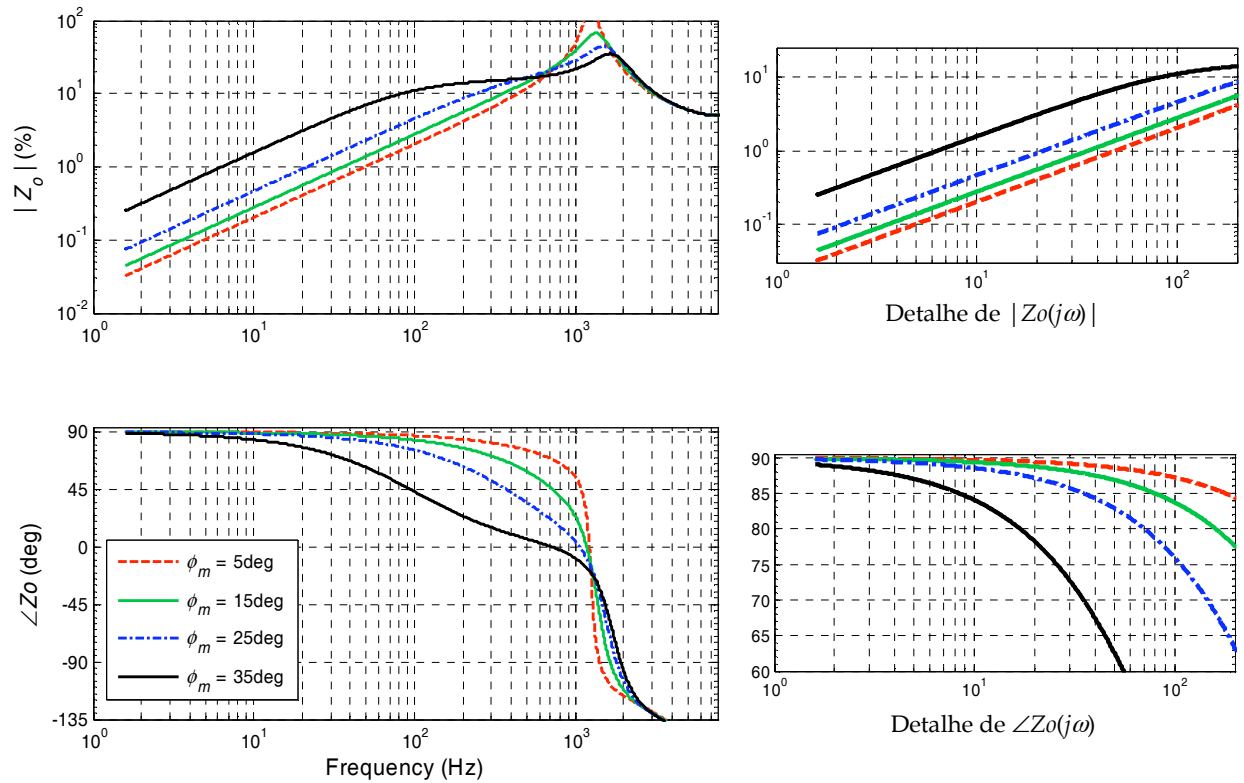 | Z_o | (%)
10^2
10^1
10^0
10^-1
10^-2
10^0 10^1 10^2 10^3
10^1
10^0
10^-1
10^0 10^1 10^2
Detalhe de |Zo(jω)|
∠Zo (deg)
90
45
0
-45
-90
-135
ϕ_m = 5deg
ϕ_m = 15deg
ϕ_m = 25deg
ϕ_m = 35deg
10^0 10^1 10^2 10^3
Frequency (Hz)
90
85
80
75
70
65
60
10^0 10^1 10^2
Detalhe de ∠Zo(jω)